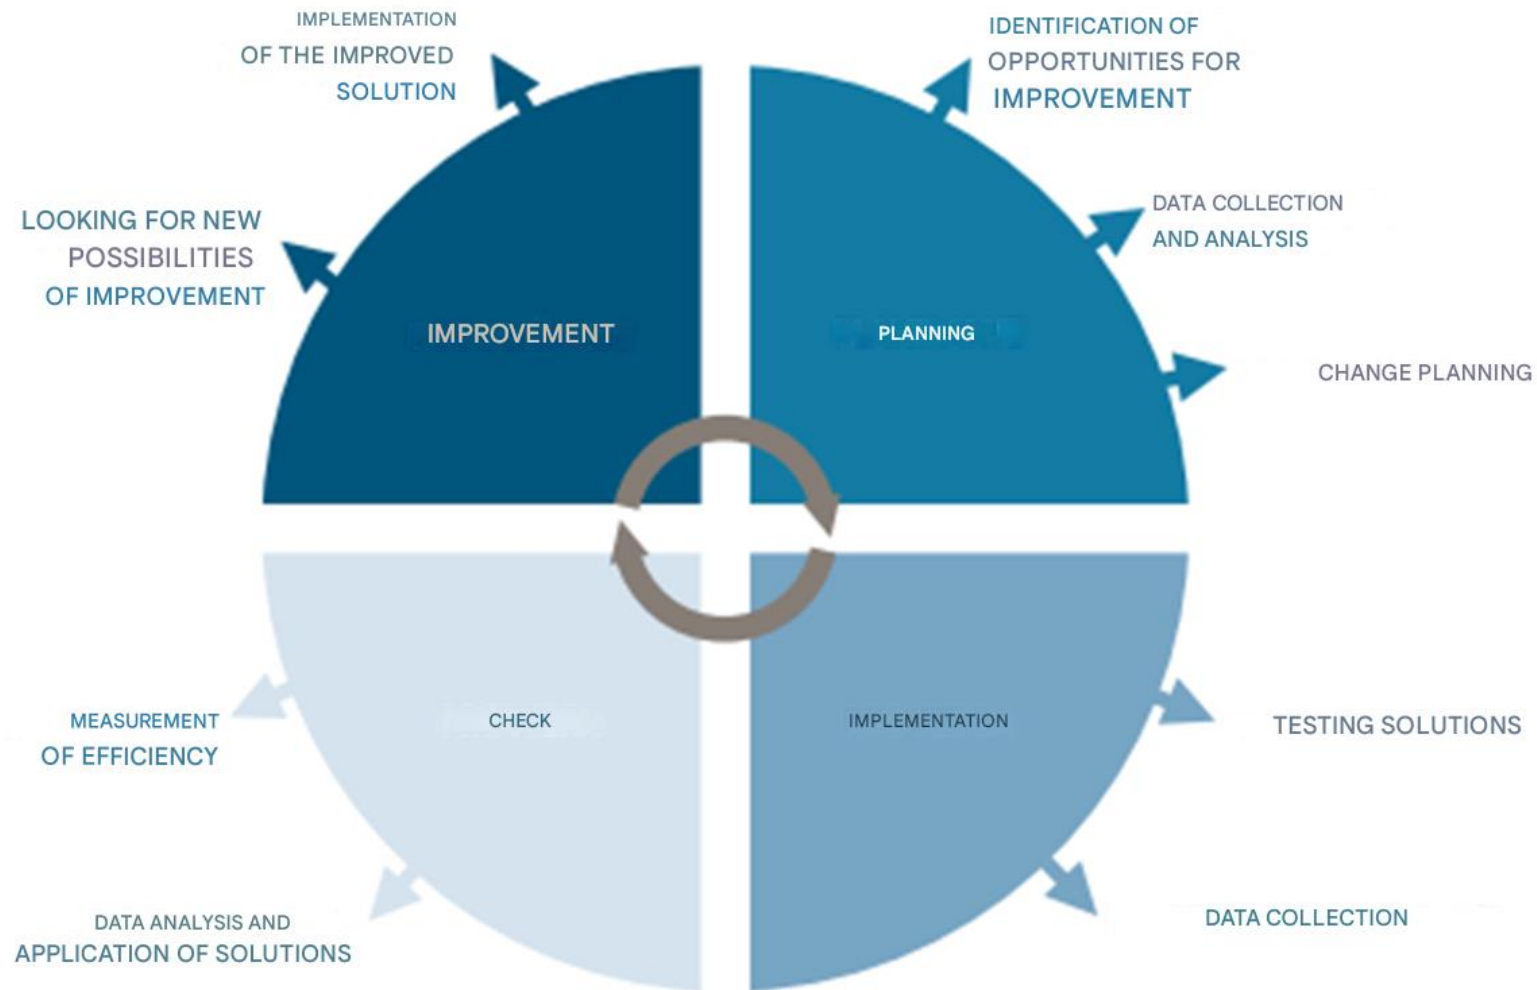 IMPLEMENTATION
OF THE IMPROVED
SOLUTION
IDENTIFICATION OF
OPPORTUNITIES FOR
IMPROVEMENT
LOOKING FOR NEW
POSSIBILITIES
OF IMPROVEMENT
DATA COLLECTION
AND ANALYSIS
IMPROVEMENT
PLANNING
CHANGE PLANNING
MEASUREMENT
OF EFFICIENCY
CHECK
IMPLEMENTATION
TESTING SOLUTIONS
DATA ANALYSIS AND
APPLICATION OF SOLUTIONS
DATA COLLECTION